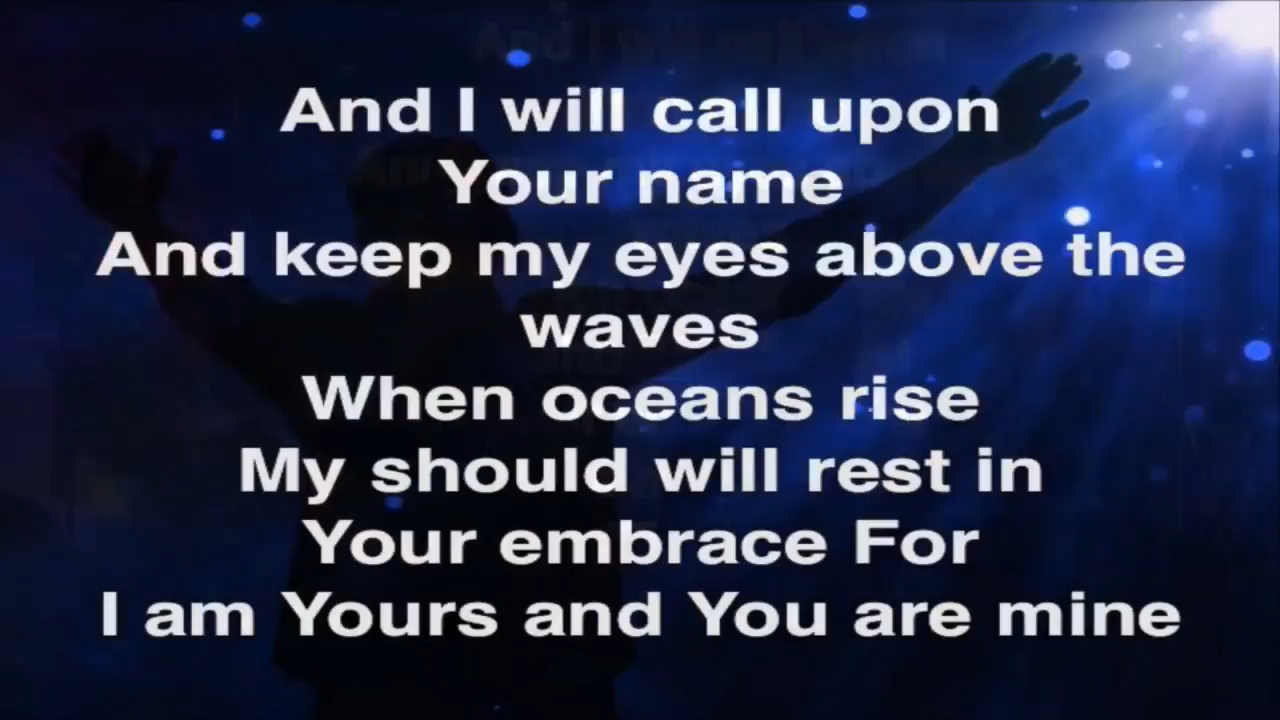 And I will call upon
Your name
And keep my eyes above the
waves
When oceans rise
My should will rest in
Your embrace For
I am Yours and You are mine